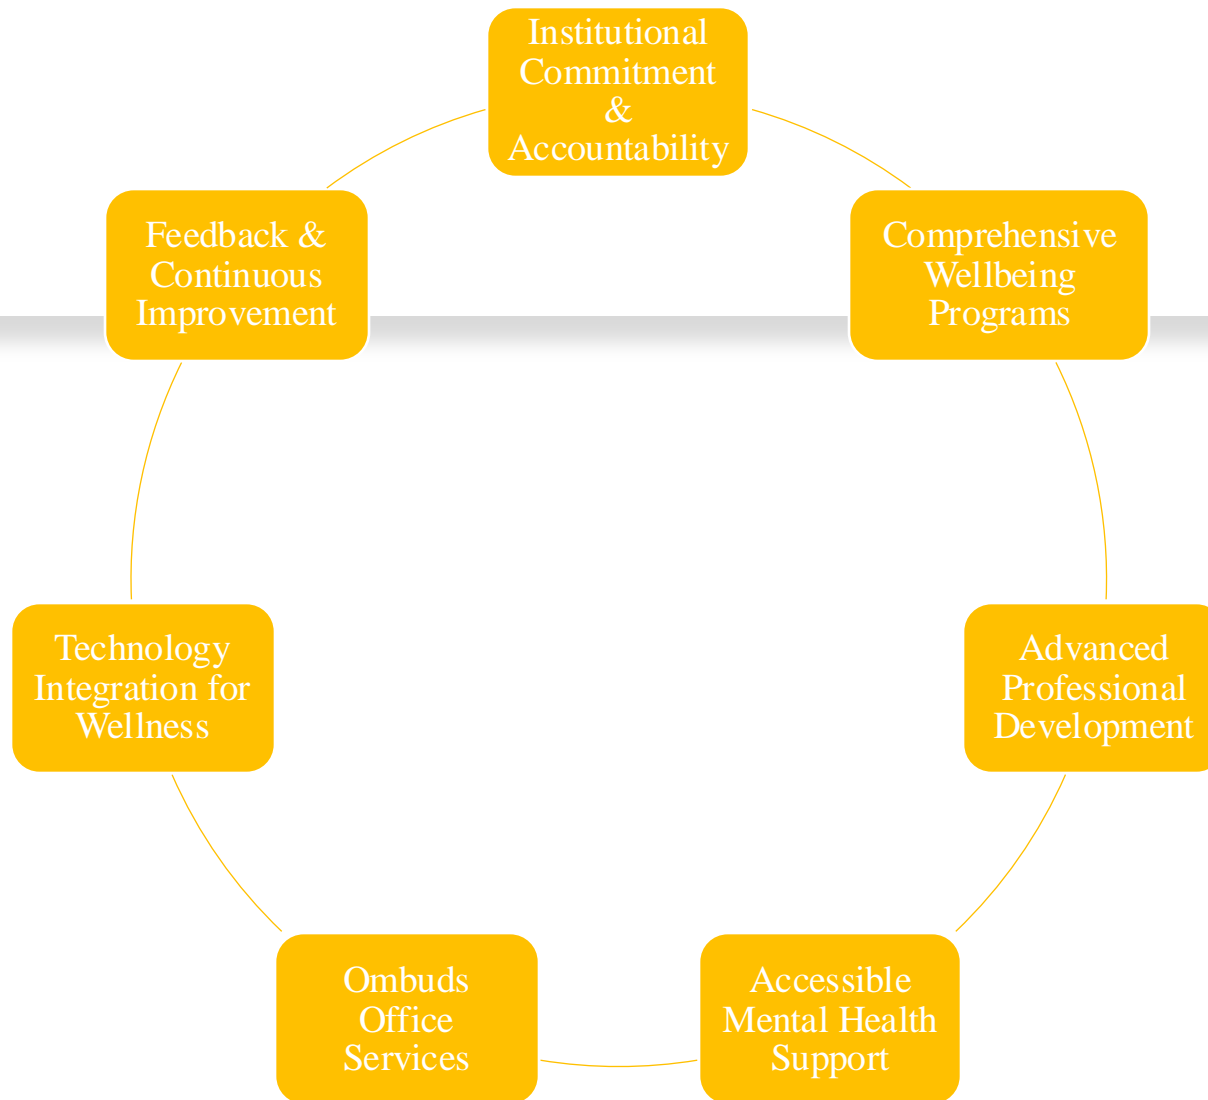 Institutional
Commitment
&
Accountability
Comprehensive
Wellbeing
Programs
Advanced
Professional
Development
Accessible
Mental Health
Support
Ombuds
Office
Services
Technology
Integration for
Wellness
Feedback &
Continuous
Improvement